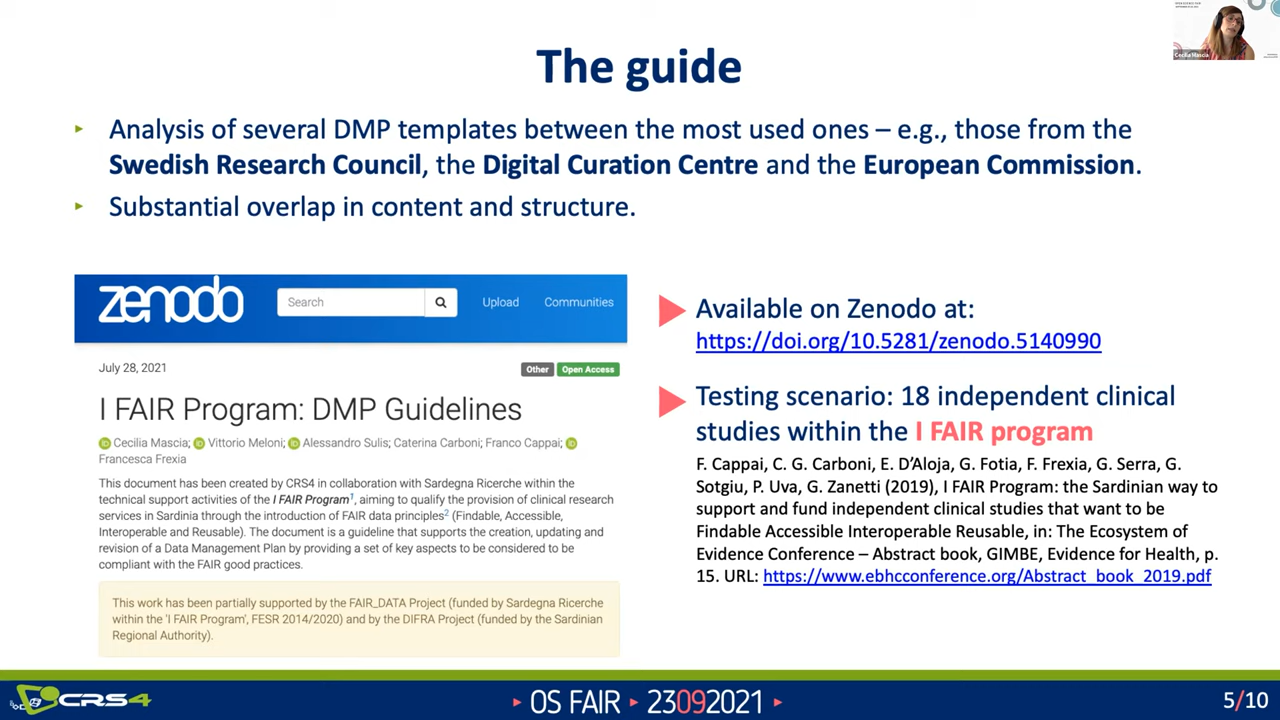 Cecilia Mascia
The guide
Analysis of several DMP templates between the most used ones – e.g., those from the
Swedish Research Council, the Digital Curation Centre and the European Commission.
Substantial overlap in content and structure.
zenodo
Search
Upload
Communities
July 28, 2021
Other
Open Access
I FAIR Program: DMP Guidelines
Cecilia Mascia; Vittorio Meloni; Alessandro Sulis; Caterina Carboni; Franco Cappai;
Francesca Frexia
This document has been created by CRS4 in collaboration with Sardegna Ricerche within the
technical support activities of the I FAIR Program1, aiming to qualify the provision of clinical research
services in Sardinia through the introduction of FAIR data principles2 (Findable, Accessible,
Interoperable and Reusable). The document is a guideline that supports the creation, updating and
revision of a Data Management Plan by providing a set of key aspects to be considered to be
compliant with the FAIR good practices.
This work has been partially supported by the FAIR_DATA Project (funded by Sardegna Ricerche
within the 'I FAIR Program', FESR 2014/2020) and by the DIFRA Project (funded by the Sardinian
Regional Authority).
Available on Zenodo at:
https://doi.org/10.5281/zenodo.5140990
Testing scenario: 18 independent clinical
studies within the I FAIR program
F. Cappai, C. G. Carboni, E. D’Aloja, G. Fotia, F. Frexia, G. Serra, G.
Sotgiu, P. Uva, G. Zanetti (2019), I FAIR Program: the Sardinian way to
support and fund independent clinical studies that want to be
Findable Accessible Interoperable Reusable, in: The Ecosystem of
Evidence Conference – Abstract book, GIMBE, Evidence for Health, p.
15. URL: https://www.ebhcconference.org/Abstract_book_2019.pdf
CRS4
OS FAIR
23092021
5/10